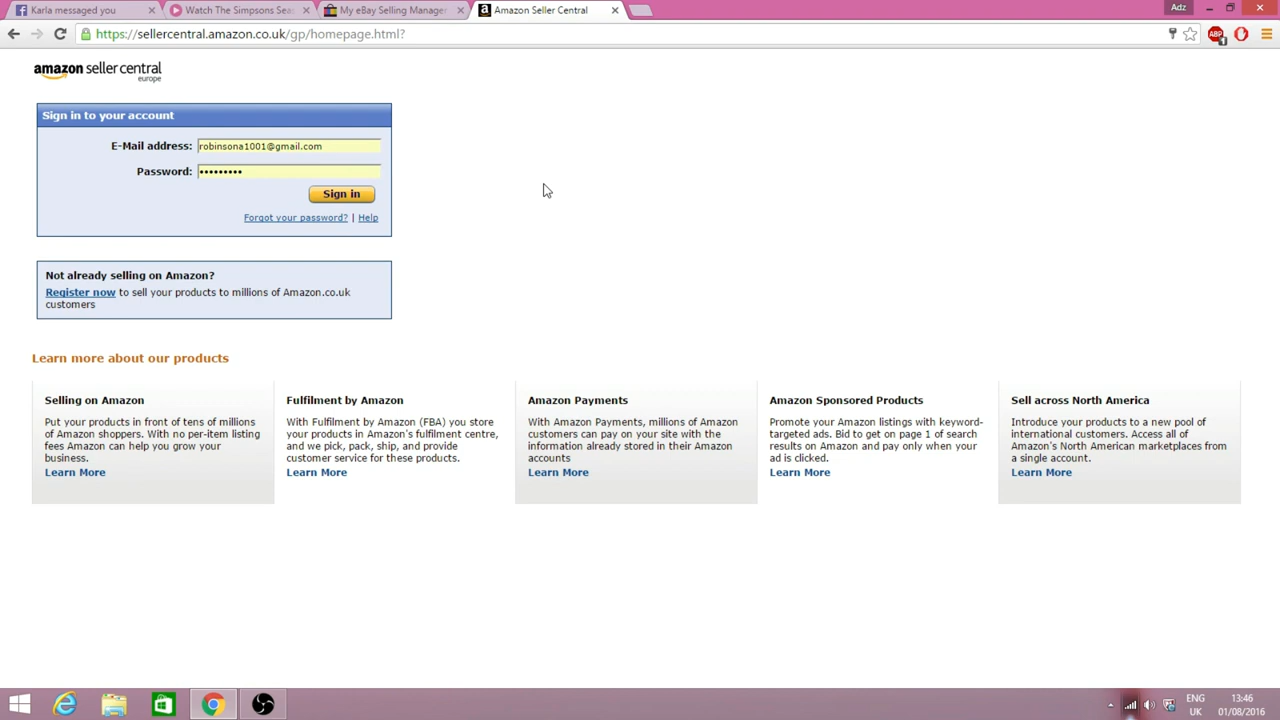 Karla messaged you
Watch The Simpsons Sea
My eBay Selling Manager
Amazon Seller Central
Adz
https://sellercentral.amazon.co.uk/gp/homepage.html?
ABP
1
amazon seller central
europe
Sign in to your account
E-Mail address: robinsona1001@gmail.com
Password: •••••••••
Sign in
Forgot your password? | Help
Not already selling on Amazon?
Register now to sell your products to millions of Amazon.co.uk
customers
Learn more about our products
Selling on Amazon
Put your products in front of tens of millions
of Amazon shoppers. With no per-item listing
fees Amazon can help you grow your
business.
Learn More
Fulfilment by Amazon
With Fulfilment by Amazon (FBA) you store
your products in Amazon's fulfilment centre,
and we pick, pack, ship, and provide
customer service for these products.
Learn More
Amazon Payments
With Amazon Payments, millions of Amazon
customers can pay on your site with the
information already stored in their Amazon
accounts
Learn More
Amazon Sponsored Products
Promote your Amazon listings with keyword-
targeted ads. Bid to get on page 1 of search
results on Amazon and pay only when your
ad is clicked.
Learn More
Sell across North America
Introduce your products to a new pool of
international customers. Access all of
Amazon's North American marketplaces from
a single account.
Learn More
ENG
UK
13:46
01/08/2016